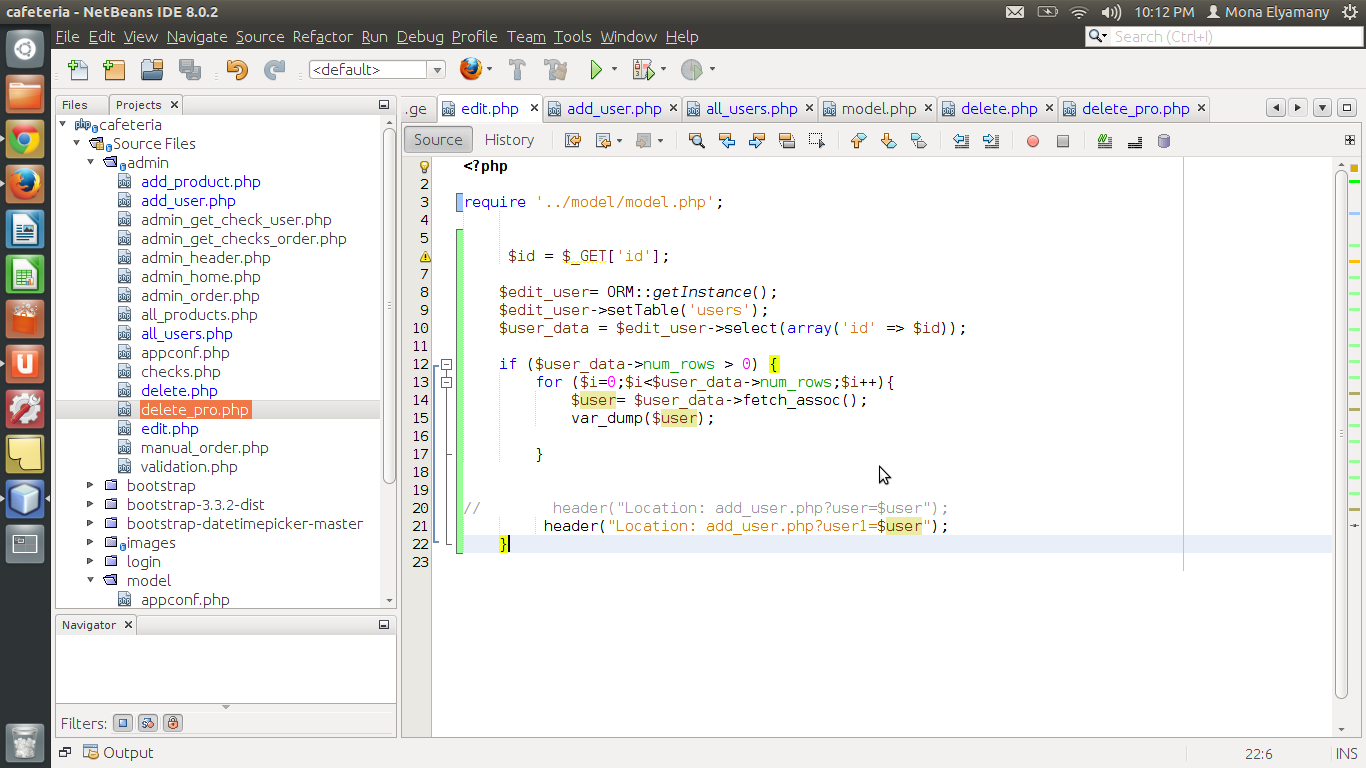 cafeteria - NetBeans IDE 8.0.2
10:12 PM Mona Elyamany
File Edit View Navigate Source Refactor Run Debug Profile Team Tools Window Help
Search (Ctrl+I)
<default>
Files Projects
.ge edit.php add_user.php all_users.php model.php delete.php delete_pro.php
Source History
cafeteria
Source Files
admin
add_product.php
add_user.php
admin_get_check_user.php
admin_get_checks_order.php
admin_header.php
admin_home.php
admin_order.php
all_products.php
all_users.php
appconf.php
checks.php
delete.php
delete_pro.php
edit.php
manual_order.php
validation.php
bootstrap
bootstrap-3.3.2-dist
bootstrap-datetimepicker-master
images
login
model
appconf.php
<?php
2
3 require '../model/model.php';
4
5
$id = $_GET['id'];
7
8 $edit_user= ORM::getInstance();
9 $edit_user->setTable('users');
10 $user_data = $edit_user->select(array('id' => $id));
11
12 if ($user_data->num_rows > 0) {
13 for ($i=0;$i<$user_data->num_rows;$i++){
14 $user= $user_data->fetch_assoc();
15 var_dump($user);
16
17 }
18
19
20 // header("Location: add_user.php?user=$user");
21 header("Location: add_user.php?user1=$user");
22 }
23
Navigator
Filters:
Output
22:6 INS